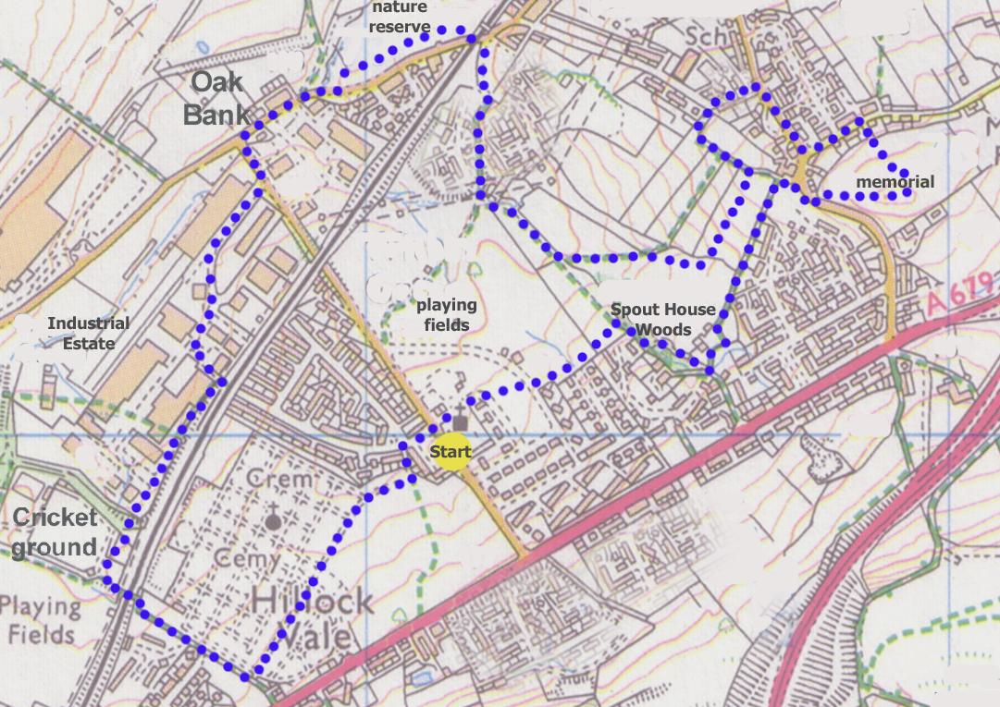 nature
reserve
Sch
Oak
Bank
memorial
A 679
Industrial
Estate
playing
fields
Spout House
Woods
Start
Crem
Cricket
ground
Cemy
Playing
Fields
Hillock
Vale